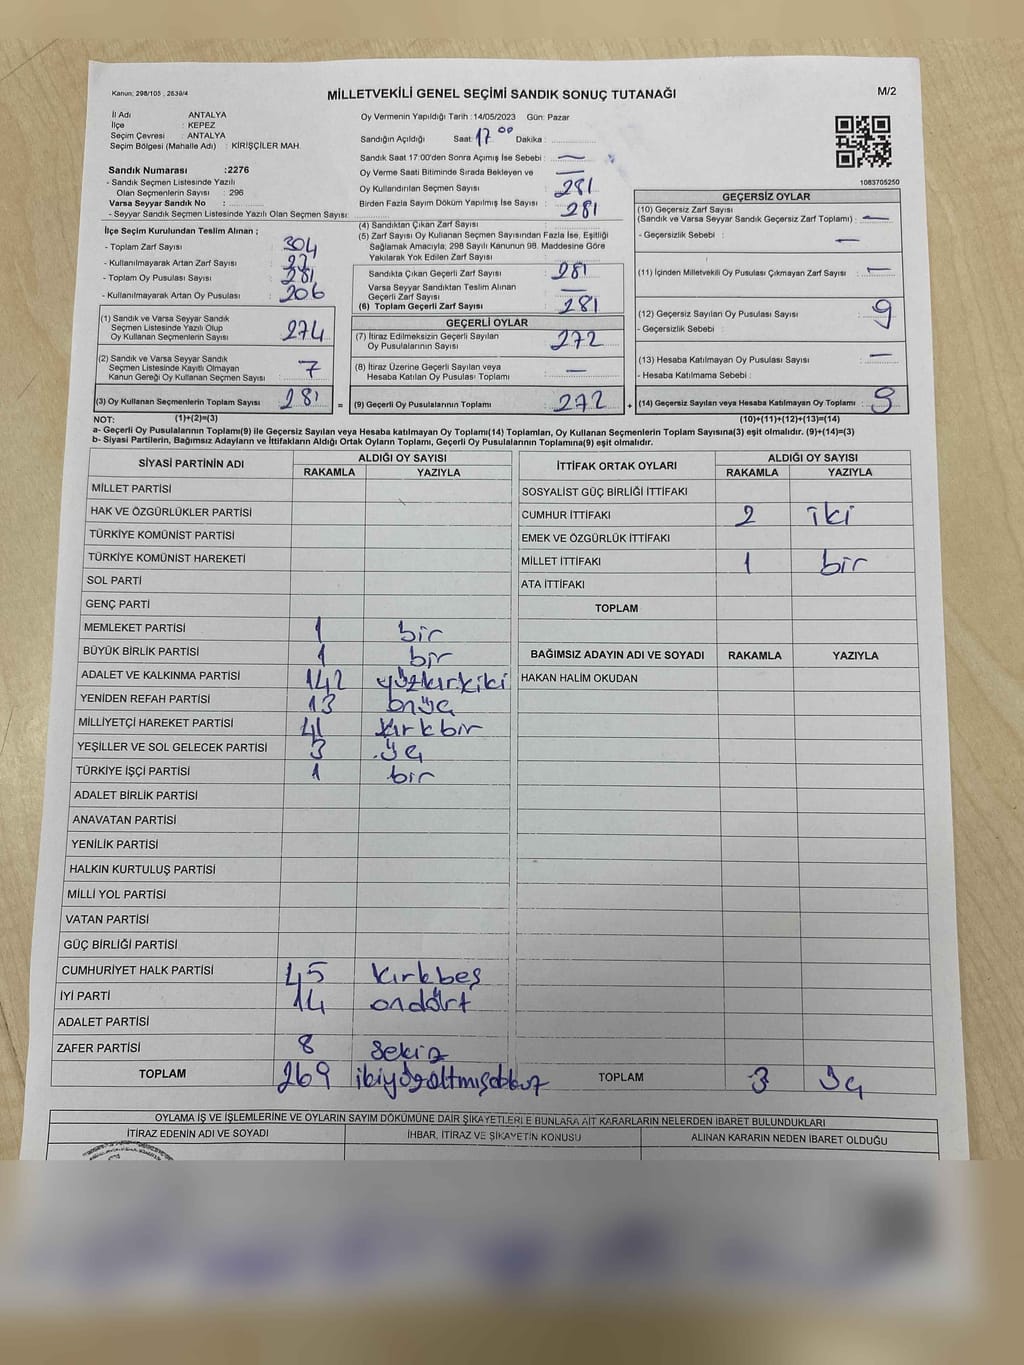 Kanun: 298/105 , 2839/4
MİLLETVEKİLİ GENEL SEÇİMİ SANDIK SONUÇ TUTANAĞI
M/2
İl Adı ANTALYA
İlçe : KEPEZ
Seçim Çevresi : ANTALYA
Seçim Bölgesi (Mahalle Adı) : KİRİŞÇİLER MAH.
Sandık Numarası :2276
- Sandık Seçmen Listesinde Yazılı
Olan Seçmenlerin Sayısı : 296
Varsa Seyyar Sandık No :
- Seyyar Sandık Seçmen Listesinde Yazılı Olan Seçmen Sayısı:
Oy Vermenin Yapıldığı Tarih :14/05/2023 Gün: Pazar
Sandığın Açıldığı Saat: 17 00 Dakika :
Sandık Saat 17:00'den Sonra Açımış İse Sebebi : —
Oy Verme Saati Bitiminde Sırada Bekleyen ve
Oy Kullandırılan Seçmen Sayısı 281
Birden Fazla Sayım Döküm Yapılmış İse Sayısı : 281
1083705250
İlçe Seçim Kurulundan Teslim Alınan ;
- Toplam Zarf Sayısı : 304
- Kullanılmayarak Artan Zarf Sayısı :
- Toplam Oy Pusulası Sayısı : 281
- Kullanılmayarak Artan Oy Pusulası : 206
(1) Sandık ve Varsa Seyyar Sandık
Seçmen Listesinde Yazılı Olup
Oy Kullanan Seçmenlerin Sayısı : 274
(2) Sandık ve Varsa Seyyar Sandık
Seçmen Listesinde Kayıtlı Olmayan
Kanun Gereği Oy Kullanan Seçmen Sayısı : 7
(3) Oy Kullanan Seçmenlerin Toplam Sayısı : 281
(4) Sandıktan Çıkan Zarf Sayısı
(5) Zarf Sayısı Oy Kullanan Seçmen Sayısından Fazla İse, Eşitliği
Sağlamak Amacıyla; 298 Sayılı Kanunun 98. Maddesine Göre
Yakılarak Yok Edilen Zarf Sayısı
Sandıkta Çıkan Geçerli Zarf Sayısı : 281
Varsa Seyyar Sandıktan Teslim Alınan
Geçerli Zarf Sayısı : —
(6) Toplam Geçerli Zarf Sayısı : 281
GEÇERLİ OYLAR
(7) İtiraz Edilmeksizin Geçerli Sayılan
Oy Pusulalarının Sayısı : 272
(8) İtiraz Üzerine Geçerli Sayılan veya
Hesaba Katılan Oy Pusulası Toplamı : —
= (9) Geçerli Oy Pusulalarının Toplamı : 272
GEÇERSİZ OYLAR
(10) Geçersiz Zarf Sayısı
(Sandık ve Varsa Seyyar Sandık Geçersiz Zarf Toplamı) : —
- Geçersizlik Sebebi : —
(11) İçinden Milletvekili Oy Pusulası Çıkmayan Zarf Sayısı : —
(12) Geçersiz Sayılan Oy Pusulası Sayısı : 9
- Geçersizlik Sebebi :
(13) Hesaba Katılmayan Oy Pusulası Sayısı : —
- Hesaba Katılmama Sebebi :
+ (14) Geçersiz Sayılan veya Hesaba Katılmayan Oy Toplamı : 9
NOT: (1)+(2)=(3) (10)+(11)+(12)+(13)=(14)
a- Geçerli Oy Pusulalarının Toplamı(9) ile Geçersiz Sayılan veya Hesaba Katılmayan Oy Toplamı(14) Toplamları, Oy Kullanan Seçmenlerin Toplam Sayısına(3) eşit olmalıdır. (9)+(14)=(3)
b- Siyasi Partilerin, Bağımsız Adayların ve İttifakların Aldığı Ortak Oyların Toplamı, Geçerli Oy Pusulalarının Toplamına(9) eşit olmalıdır.
SİYASİ PARTİNİN ADI ALDIĞI OY SAYISI
RAKAMLA YAZIYLA
MİLLET PARTİSİ
HAK VE ÖZGÜRLÜKLER PARTİSİ
TÜRKİYE KOMÜNİST PARTİSİ
TÜRKİYE KOMÜNİST HAREKETİ
SOL PARTİ
GENÇ PARTİ
MEMLEKET PARTİSİ 1 bir
BÜYÜK BİRLİK PARTİSİ 1 bir
ADALET VE KALKINMA PARTİSİ 142 yüzkırkiki
YENİDEN REFAH PARTİSİ 13 onüç
MİLLİYETÇİ HAREKET PARTİSİ 41 kırkbir
YEŞİLLER VE SOL GELECEK PARTİSİ 3 üç
TÜRKİYE İŞÇİ PARTİSİ 1 bir
ADALET BİRLİK PARTİSİ
ANAVATAN PARTİSİ
YENİLİK PARTİSİ
HALKIN KURTULUŞ PARTİSİ
MİLLİ YOL PARTİSİ
VATAN PARTİSİ
GÜÇ BİRLİĞİ PARTİSİ
CUMHURİYET HALK PARTİSİ 45 kırkbeş
İYİ PARTİ 14 ondört
ADALET PARTİSİ
ZAFER PARTİSİ 8 sekiz
TOPLAM 269 ikiyüzaltmışdokuz
İTTİFAK ORTAK OYLARI ALDIĞI OY SAYISI
RAKAMLA YAZIYLA
SOSYALİST GÜÇ BİRLİĞİ İTTİFAKI
CUMHUR İTTİFAKI 2 iki
EMEK VE ÖZGÜRLÜK İTTİFAKI
MİLLET İTTİFAKI 1 bir
ATA İTTİFAKI
TOPLAM
BAĞIMSIZ ADAYIN ADI VE SOYADI RAKAMLA YAZIYLA
HAKAN HALİM OKUDAN
TOPLAM 3 üç
OYLAMA İŞ VE İŞLEMLERİNE VE OYLARIN SAYIM DÖKÜMÜNE DAİR ŞİKAYETLER İLE BUNLARA AİT KARARLARIN NELERDEN İBARET BULUNDUKLARI
İTİRAZ EDENİN ADI VE SOYADI İHBAR, İTİRAZ VE ŞİKAYETİN KONUSU ALINAN KARARIN NEDEN İBARET OLDUĞU